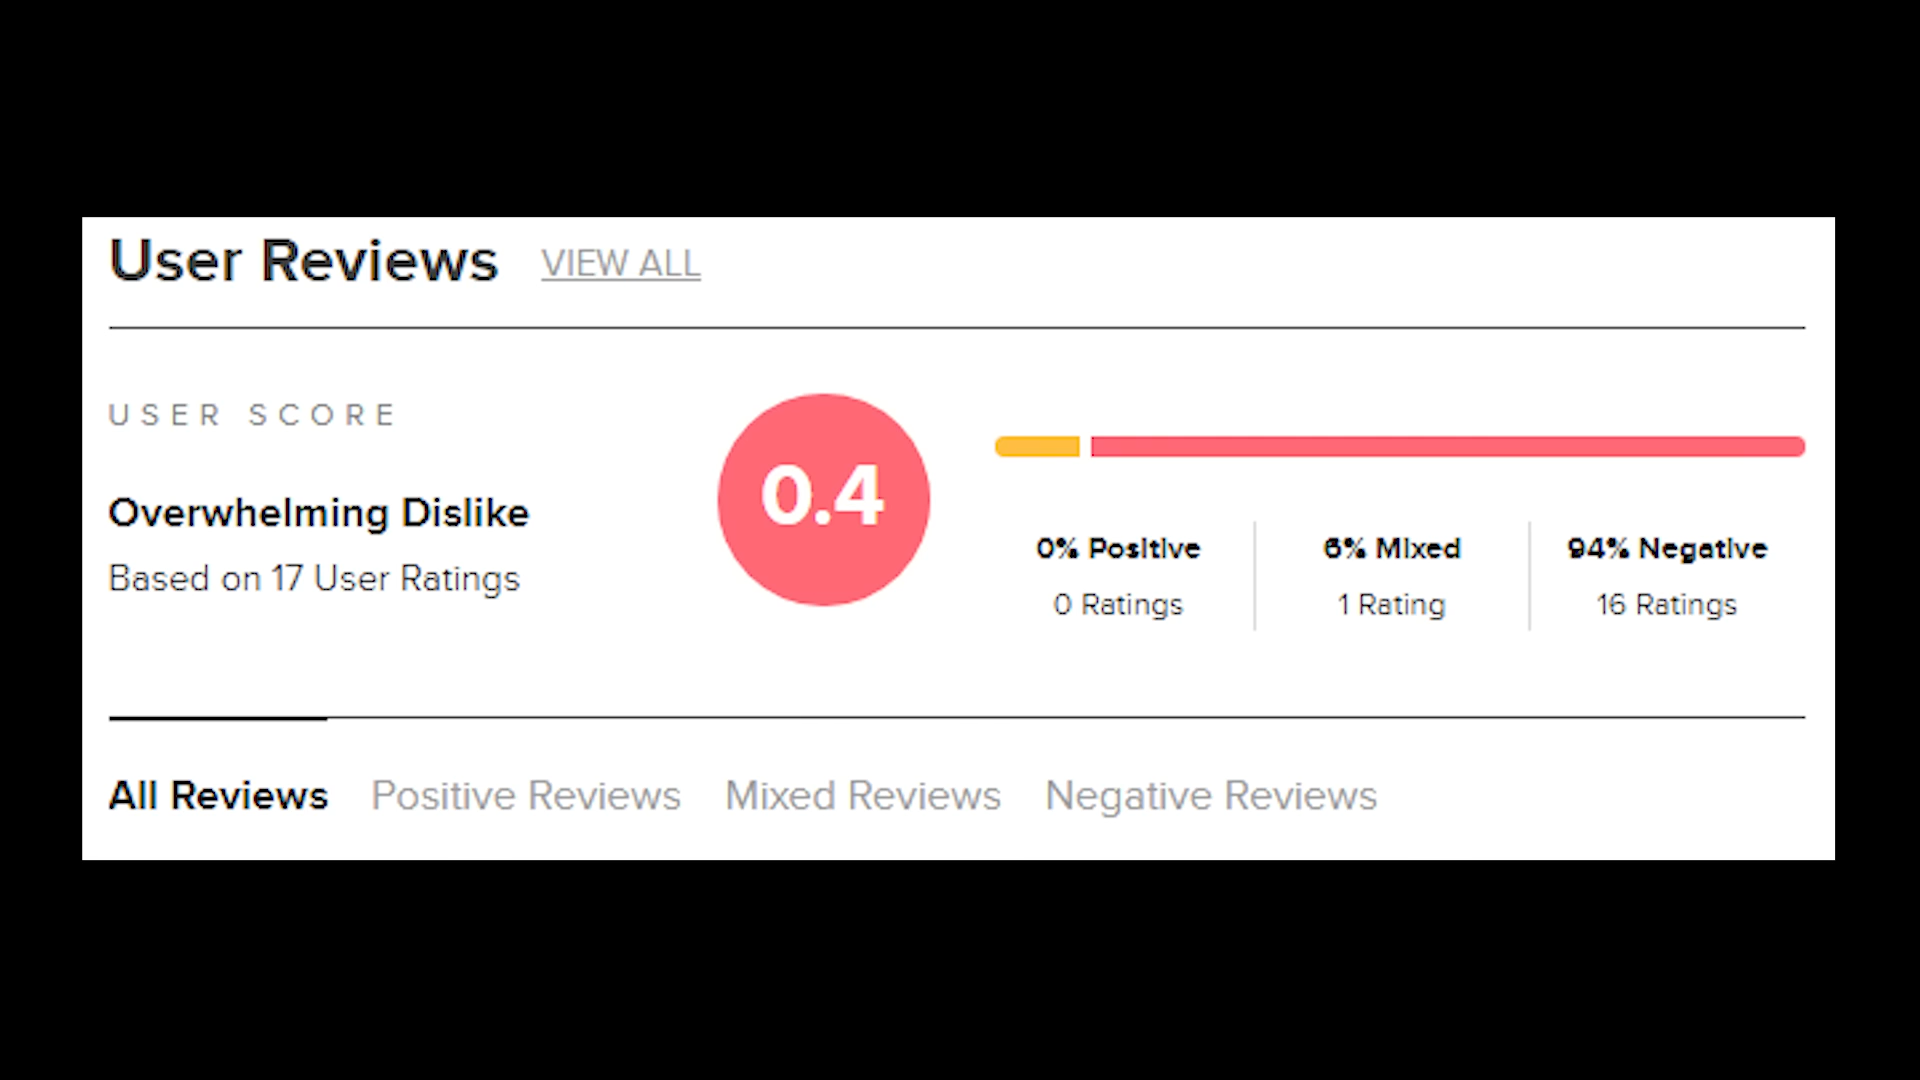 User Reviews VIEW ALL
USER SCORE
Overwhelming Dislike
Based on 17 User Ratings
0.4
0% Positive
0 Ratings
6% Mixed
1 Rating
94% Negative
16 Ratings
All Reviews Positive Reviews Mixed Reviews Negative Reviews